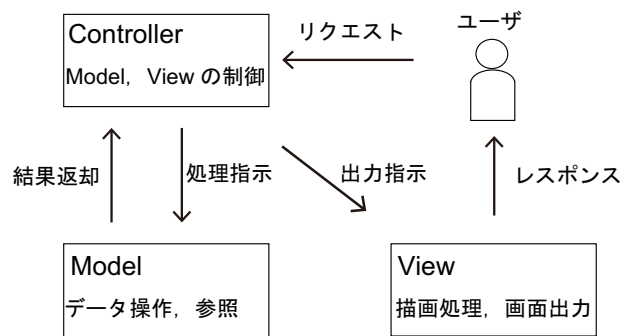 ユーザ
Controller
Model，View の制御
リクエスト
結果返却
処理指示
出力指示
レスポンス
Model
データ操作，参照
View
描画処理，画面出力